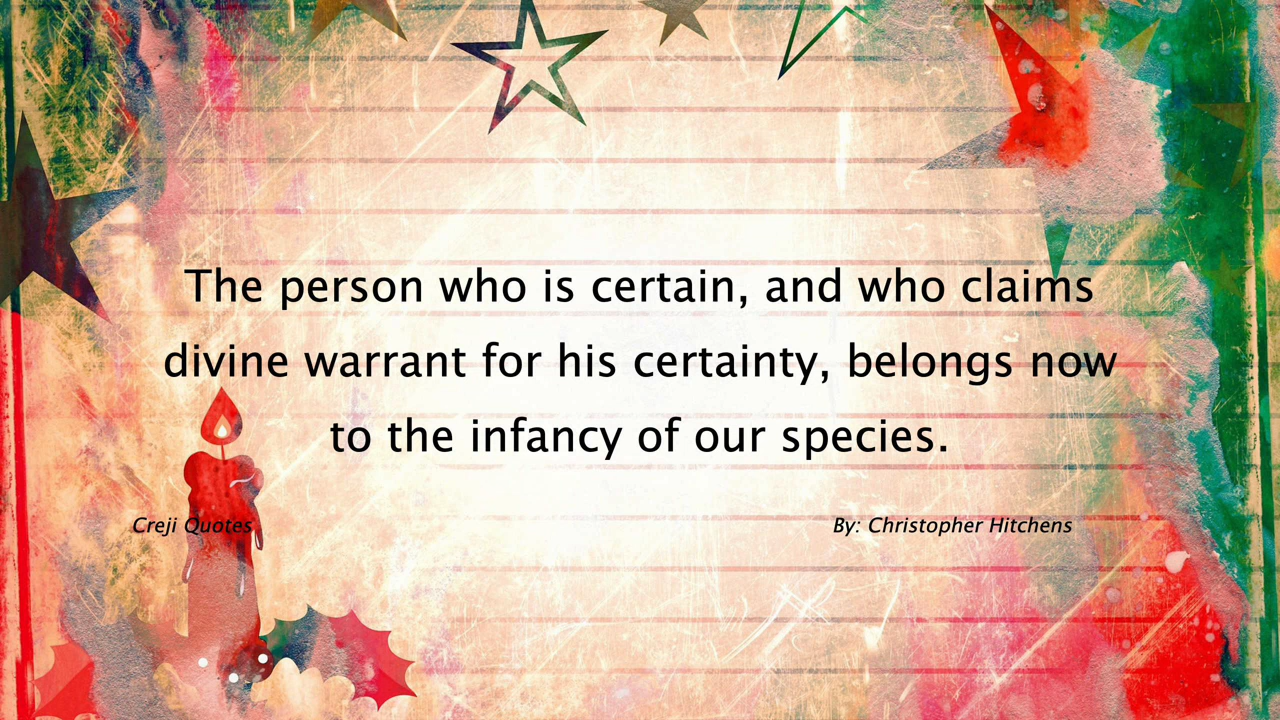 The person who is certain, and who claims
divine warrant for his certainty, belongs now
to the infancy of our species.
Creji Quotes
By: Christopher Hitchens